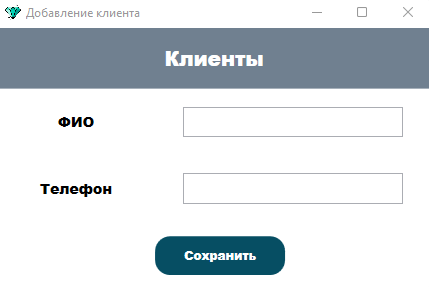 Добавление клиента
Клиенты
ФИО
Телефон
Сохранить